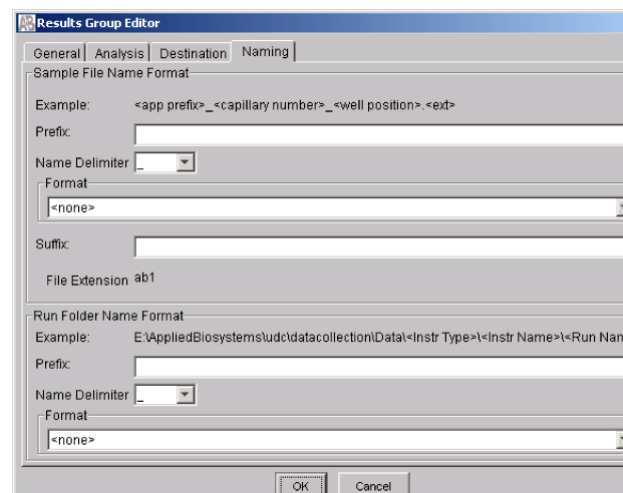 Results Group Editor
General Analysis Destination Naming
Sample File Name Format
Example: <app prefix>_<capillary number>_<well position>.<ext>
Prefix:
Name Delimiter _
Format
<none>
Suffix:
File Extension ab1
Run Folder Name Format
Example: E:\AppliedBiosystems\udc\datacollection\Data\<Instr Type>\<Instr Name>\<Run Nam
Prefix:
Name Delimiter _
Format
<none>
OK Cancel